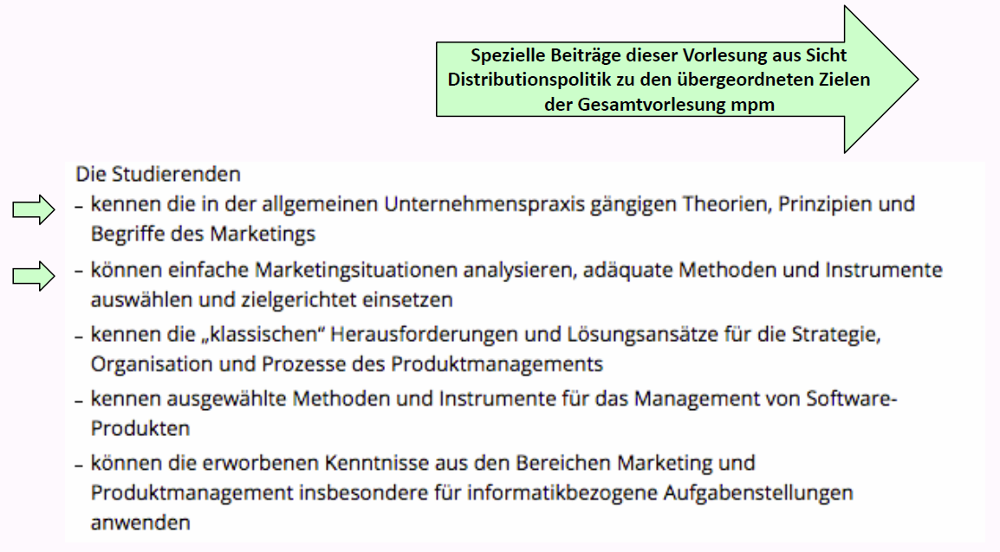 Spezielle Beiträge dieser Vorlesung aus Sicht
Distributionspolitik zu den übergeordneten Zielen
der Gesamtvorlesung mpm
Die Studierenden
– kennen die in der allgemeinen Unternehmenspraxis gängigen Theorien, Prinzipien und
Begriffe des Marketings
– können einfache Marketingsituationen analysieren, adäquate Methoden und Instrumente
auswählen und zielgerichtet einsetzen
– kennen die „klassischen“ Herausforderungen und Lösungsansätze für die Strategie,
Organisation und Prozesse des Produktmanagements
– kennen ausgewählte Methoden und Instrumente für das Management von Software-
Produkten
– können die erworbenen Kenntnisse aus den Bereichen Marketing und
Produktmanagement insbesondere für informatikbezogene Aufgabenstellungen
anwenden